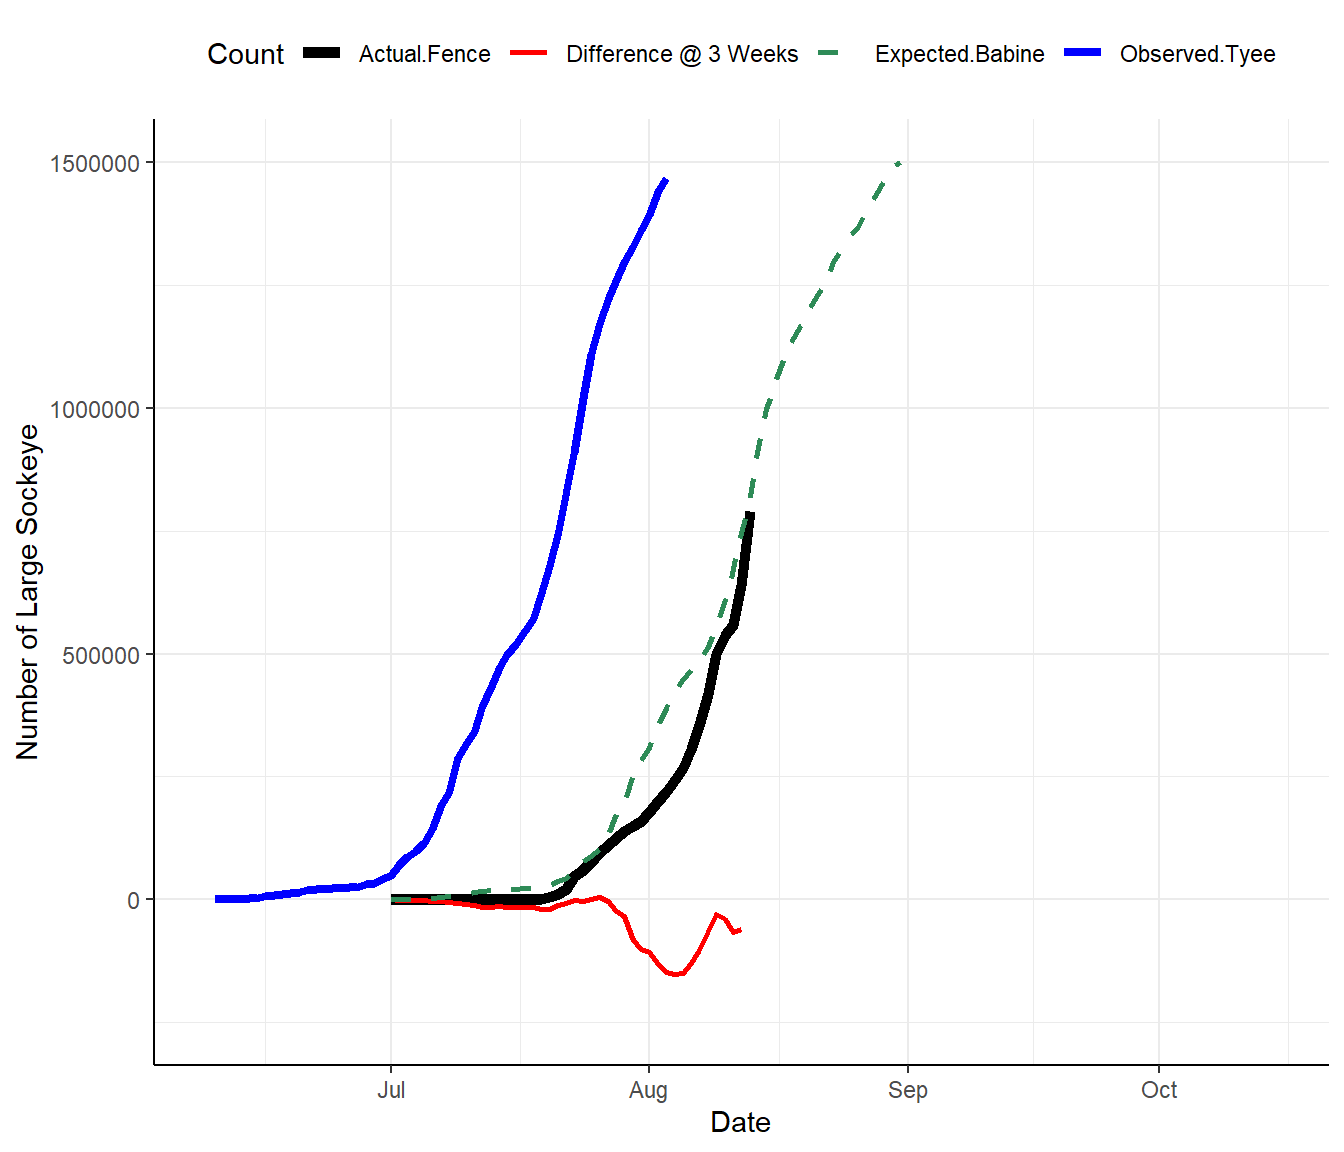 Count Actual.Fence Difference @ 3 Weeks Expected.Babine Observed.Tyee
1500000
1000000
500000
0
Number of Large Sockeye
Jul Aug Sep Oct
Date